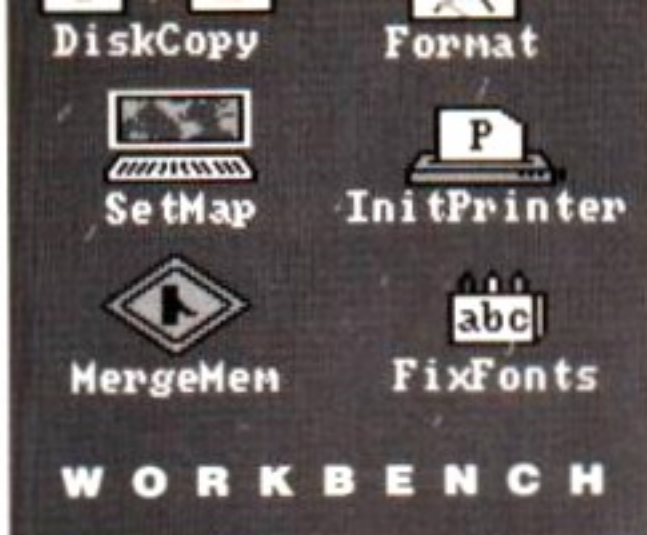 DiskCopy Format
P
SetMap InitPrinter
abc
MergeMem FixFonts
WORKBENCH